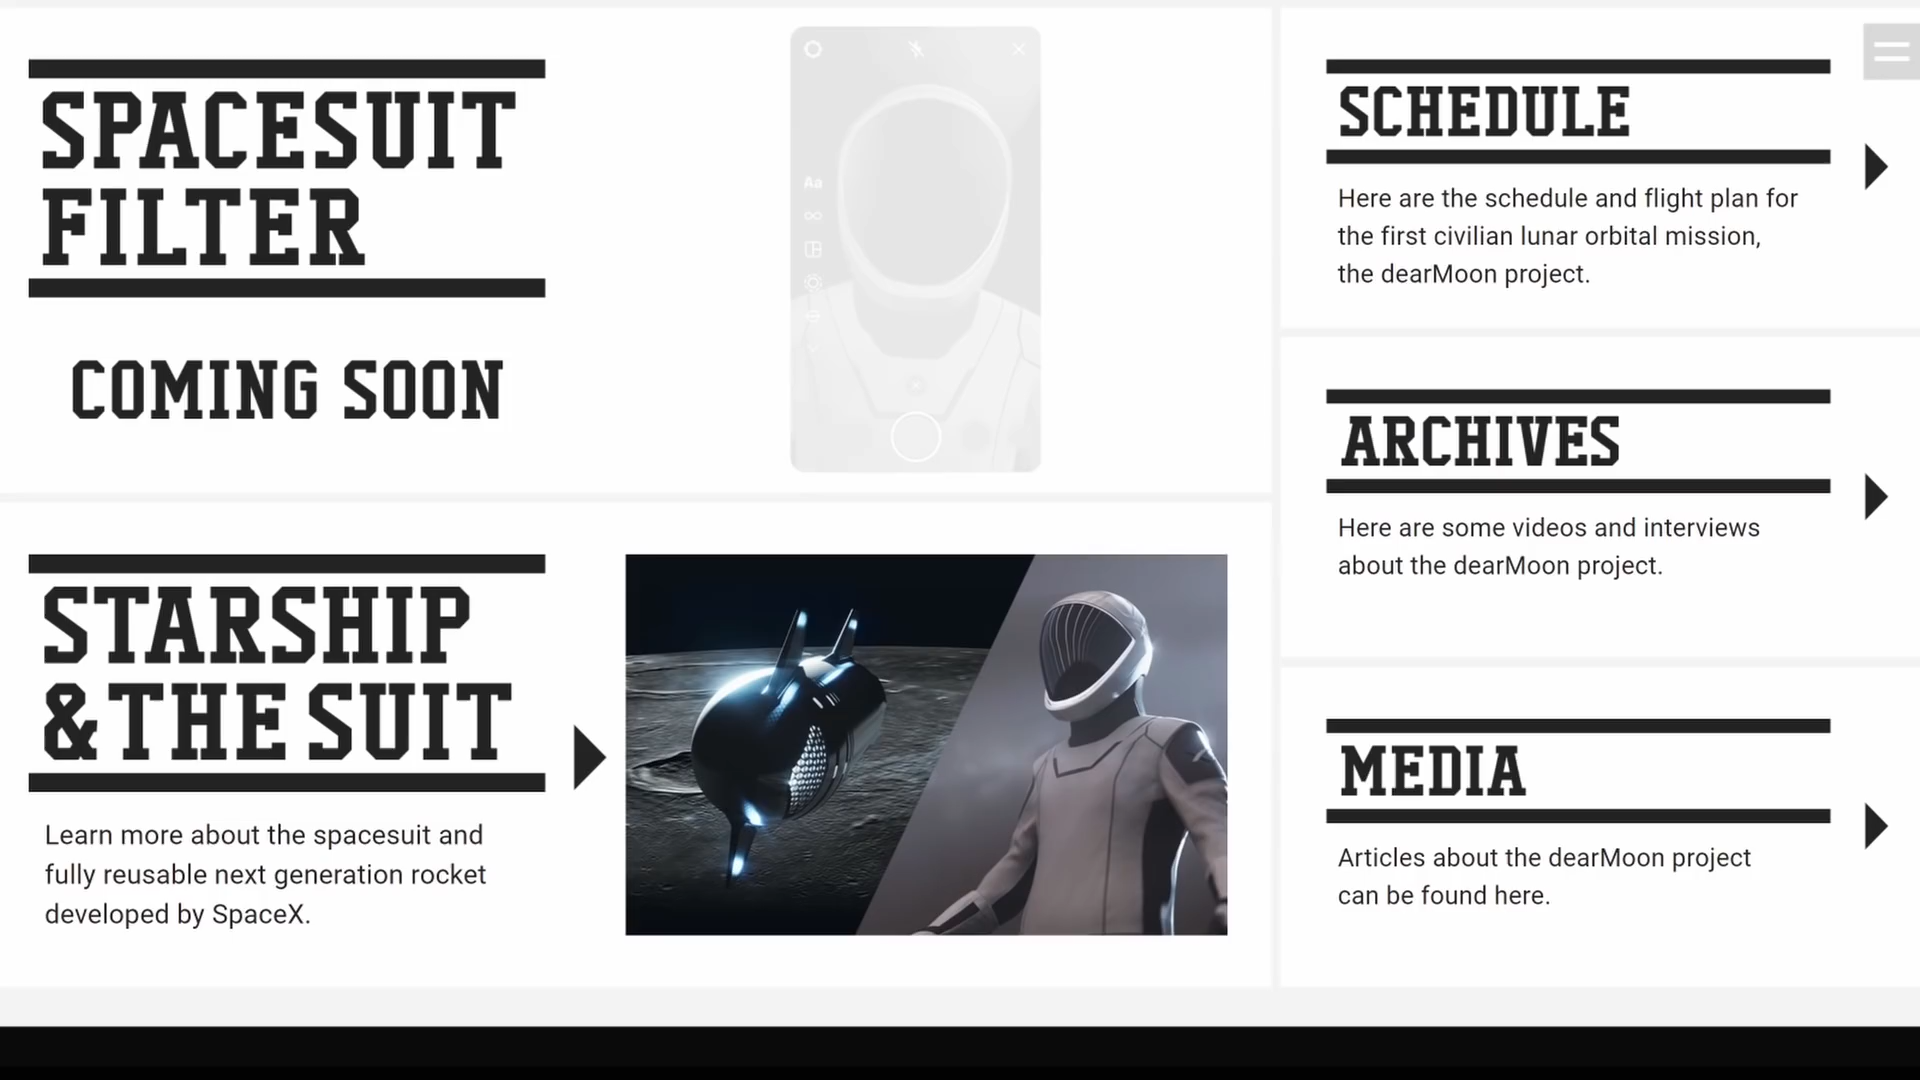 SPACESUIT
FILTER
COMING SOON
Aa
STARSHIP
& THE SUIT
Learn more about the spacesuit and
fully reusable next generation rocket
developed by SpaceX.
SCHEDULE
Here are the schedule and flight plan for
the first civilian lunar orbital mission,
the dearMoon project.
ARCHIVES
Here are some videos and interviews
about the dearMoon project.
MEDIA
Articles about the dearMoon project
can be found here.